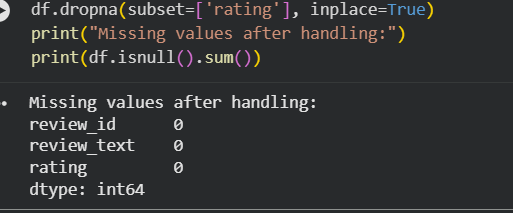 df.dropna(subset=['rating'], inplace=True)
print("Missing values after handling:")
print(df.isnull().sum())
Missing values after handling:
review_id      0
review_text    0
rating         0
dtype: int64